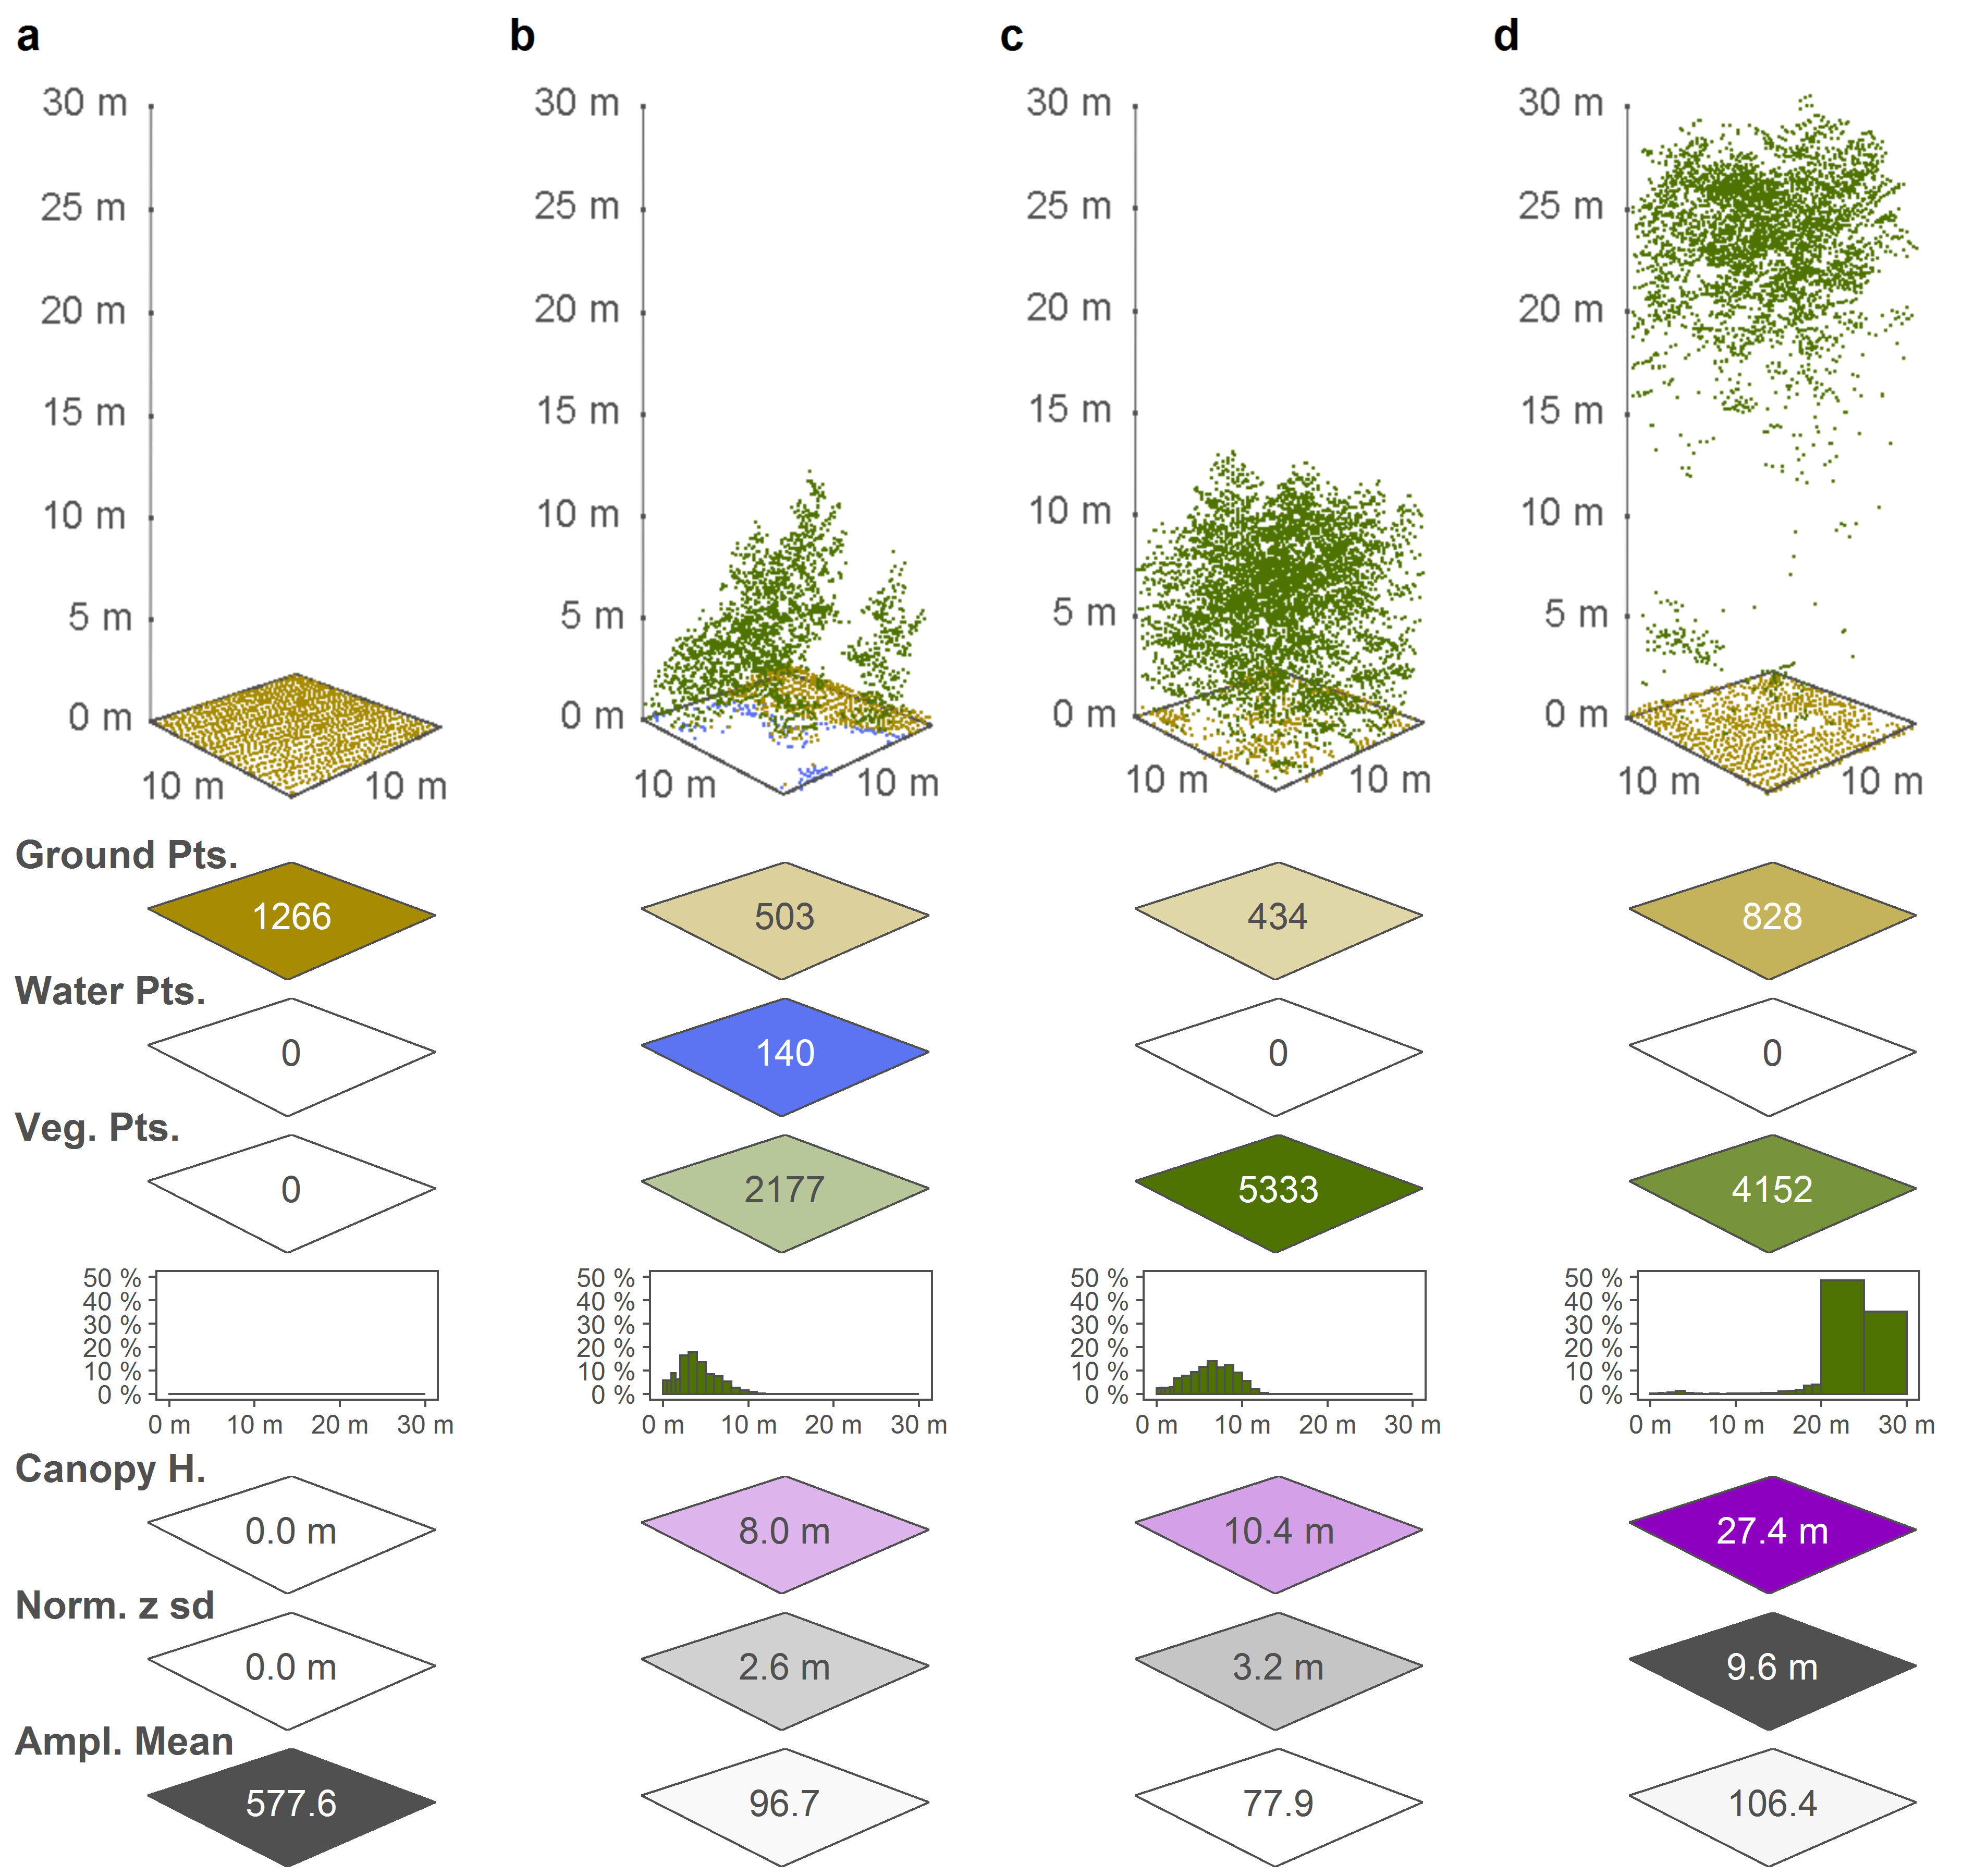 a b c d
30 m 30 m 30 m 30 m
25 m 25 m 25 m 25 m
20 m 20 m 20 m 20 m
15 m 15 m 15 m 15 m
10 m 10 m 10 m 10 m
5 m 5 m 5 m 5 m
0 m 0 m 0 m 0 m
10 m 10 m 10 m 10 m 10 m 10 m 10 m 10 m
Ground Pts.
1266 503 434 828
Water Pts.
0 140 0 0
Veg. Pts.
0 2177 5333 4152
50 % 50 % 50 % 50 %
40 % 40 % 40 % 40 %
30 % 30 % 30 % 30 %
20 % 20 % 20 % 20 %
10 % 10 % 10 % 10 %
0 % 0 % 0 % 0 %
0 m 10 m 20 m 30 m 0 m 10 m 20 m 30 m 0 m 10 m 20 m 30 m 0 m 10 m 20 m 30 m
Canopy H.
0.0 m 8.0 m 10.4 m 27.4 m
Norm. z sd
0.0 m 2.6 m 3.2 m 9.6 m
Ampl. Mean
577.6 96.7 77.9 106.4